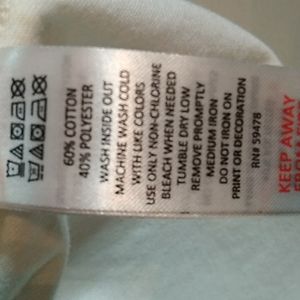 60% COTTON
40% POLYESTER
WASH INSIDE OUT
MACHINE WASH COLD
WITH LIKE COLORS
USE ONLY NON-CHLORINE
BLEACH WHEN NEEDED
TUMBLE DRY LOW
REMOVE PROMPTLY
MEDIUM IRON
DO NOT IRON ON
PRINT OR DECORATION
RN# 59478
KEEP AWAY